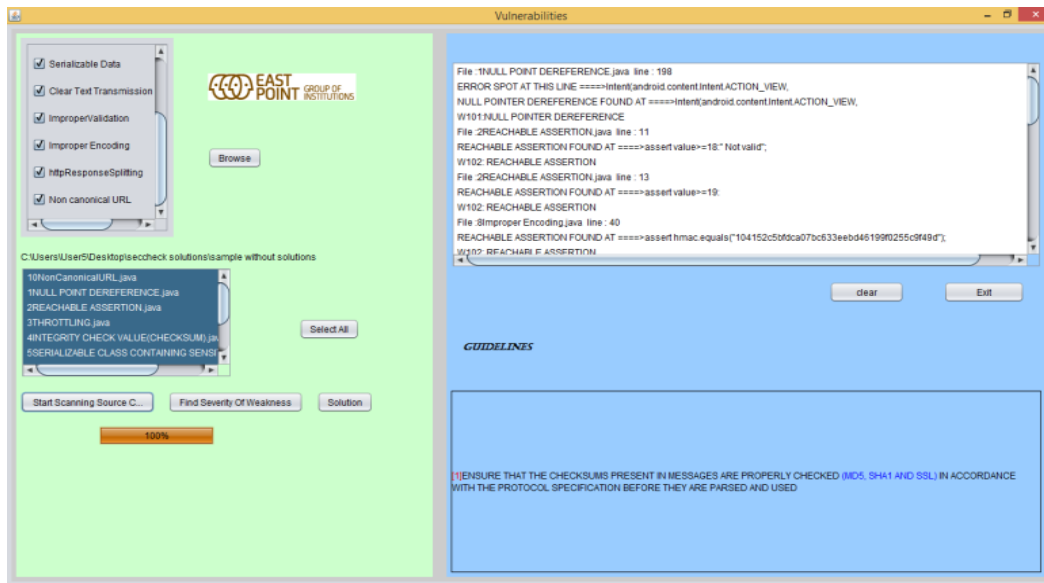 Vulnerabilities
Serializable Data
Clear Text Transmission
ImproperValidation
Improper Encoding
httpResponseSplitting
Non canonical URL
EAST
POINT GROUP OF
INSTITUTIONS
Browse
C:\Users\User5\Desktop\seccheck solutions\sample without solutions
10NonCanonicalURL.java
1NULL POINT DEREFERENCE.java
2REACHABLE ASSERTION.java
3THROTTLING.java
4INTEGRITY CHECK VALUE(CHECKSUM).jav
5SERIALIZABLE CLASS CONTAINING SENSI
Select All
Start Scanning Source C...
Find Severity Of Weakness
Solution
100%
File :1NULL POINT DEREFERENCE.java line : 198
ERROR SPOT AT THIS LINE ====>Intent(android.content.Intent.ACTION_VIEW,
NULL POINTER DEREFERENCE FOUND AT ====>Intent(android.content.Intent.ACTION_VIEW,
W101:NULL POINTER DEREFERENCE
File :2REACHABLE ASSERTION.java line : 11
REACHABLE ASSERTION FOUND AT ====>assert value>=18:" Not valid";
W102: REACHABLE ASSERTION
File :2REACHABLE ASSERTION.java line : 13
REACHABLE ASSERTION FOUND AT ====>assert value>=19:
W102: REACHABLE ASSERTION
File :8Improper Encoding.java line : 40
REACHABLE ASSERTION FOUND AT ====>assert hmac.equals("104152c5bfdca07bc633eebd46199f0255c9f49d");
W102: REACHABLE ASSERTION
clear
Exit
GUIDELINES
[1]ENSURE THAT THE CHECKSUMS PRESENT IN MESSAGES ARE PROPERLY CHECKED (MD5, SHA1 AND SSL) IN ACCORDANCE
WITH THE PROTOCOL SPECIFICATION BEFORE THEY ARE PARSED AND USED